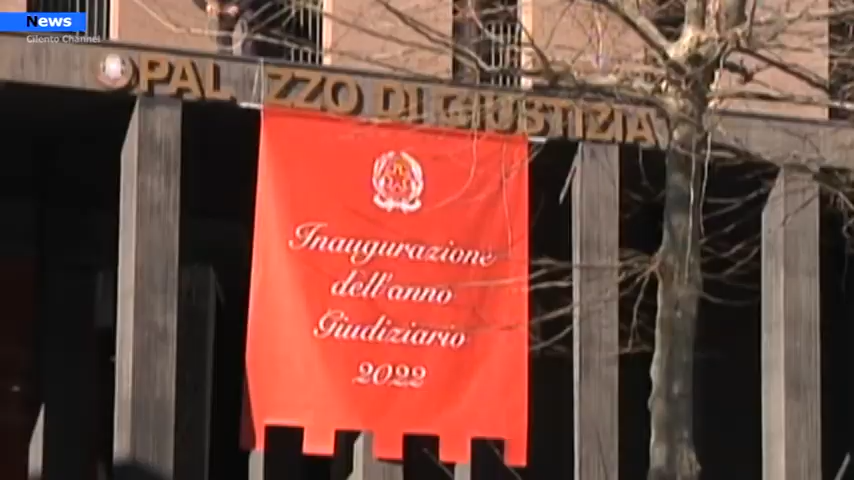 News
Cilento Channel
PALAZZO DI GIUSTIZIA
Inaugurazione
dell'anno
Giudiziario
2022